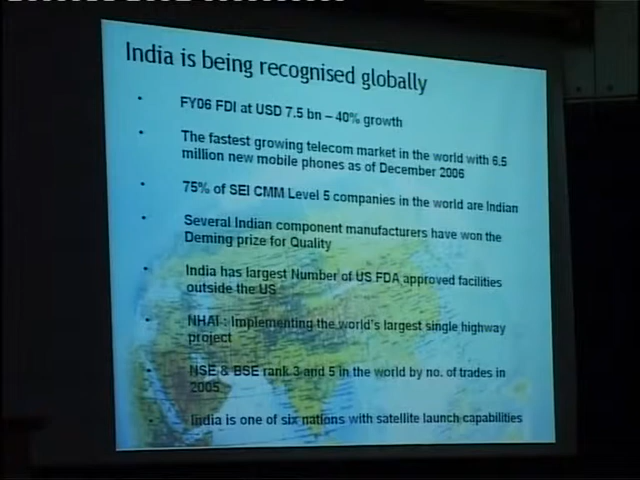 India is being recognised globally
• FY06 FDI at USD 7.5 bn – 40% growth
• The fastest growing telecom market in the world with 6.5
million new mobile phones as of December 2006
• 75% of SEI CMM Level 5 companies in the world are Indian
• Several Indian component manufacturers have won the
Deming prize for Quality
• India has largest Number of US FDA approved facilities
outside the US
• NHAI : Implementing the world's largest single highway
project
• NSE & BSE rank 3 and 5 in the world by no. of trades in
2005
• India is one of six nations with satellite launch capabilities